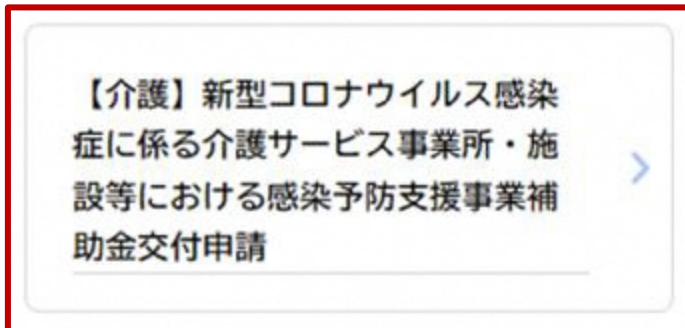 【介護】新型コロナウイルス感染
症に係る介護サービス事業所・施
設等における感染予防支援事業補
助金交付申請